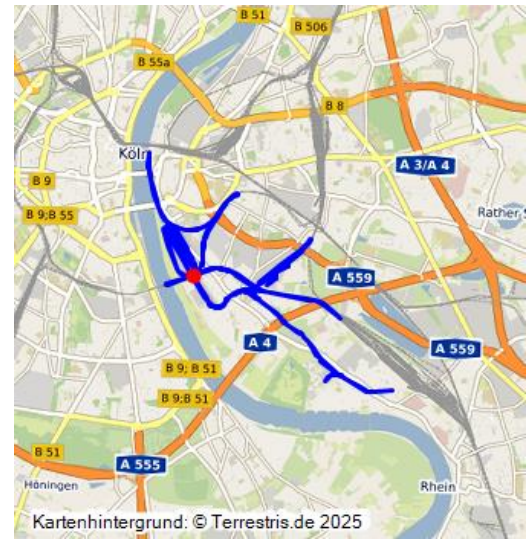 B 51
B 506
B 55a
B 8
Köln
A 3/A 4
B 9
B 9;B 55
Rather S
A 559
A 4
A 559
B 9; B 51
B 9;B 51
B 51
A 555
Höningen
Rhein
Kartenhintergrund: © Terrestris.de 2025